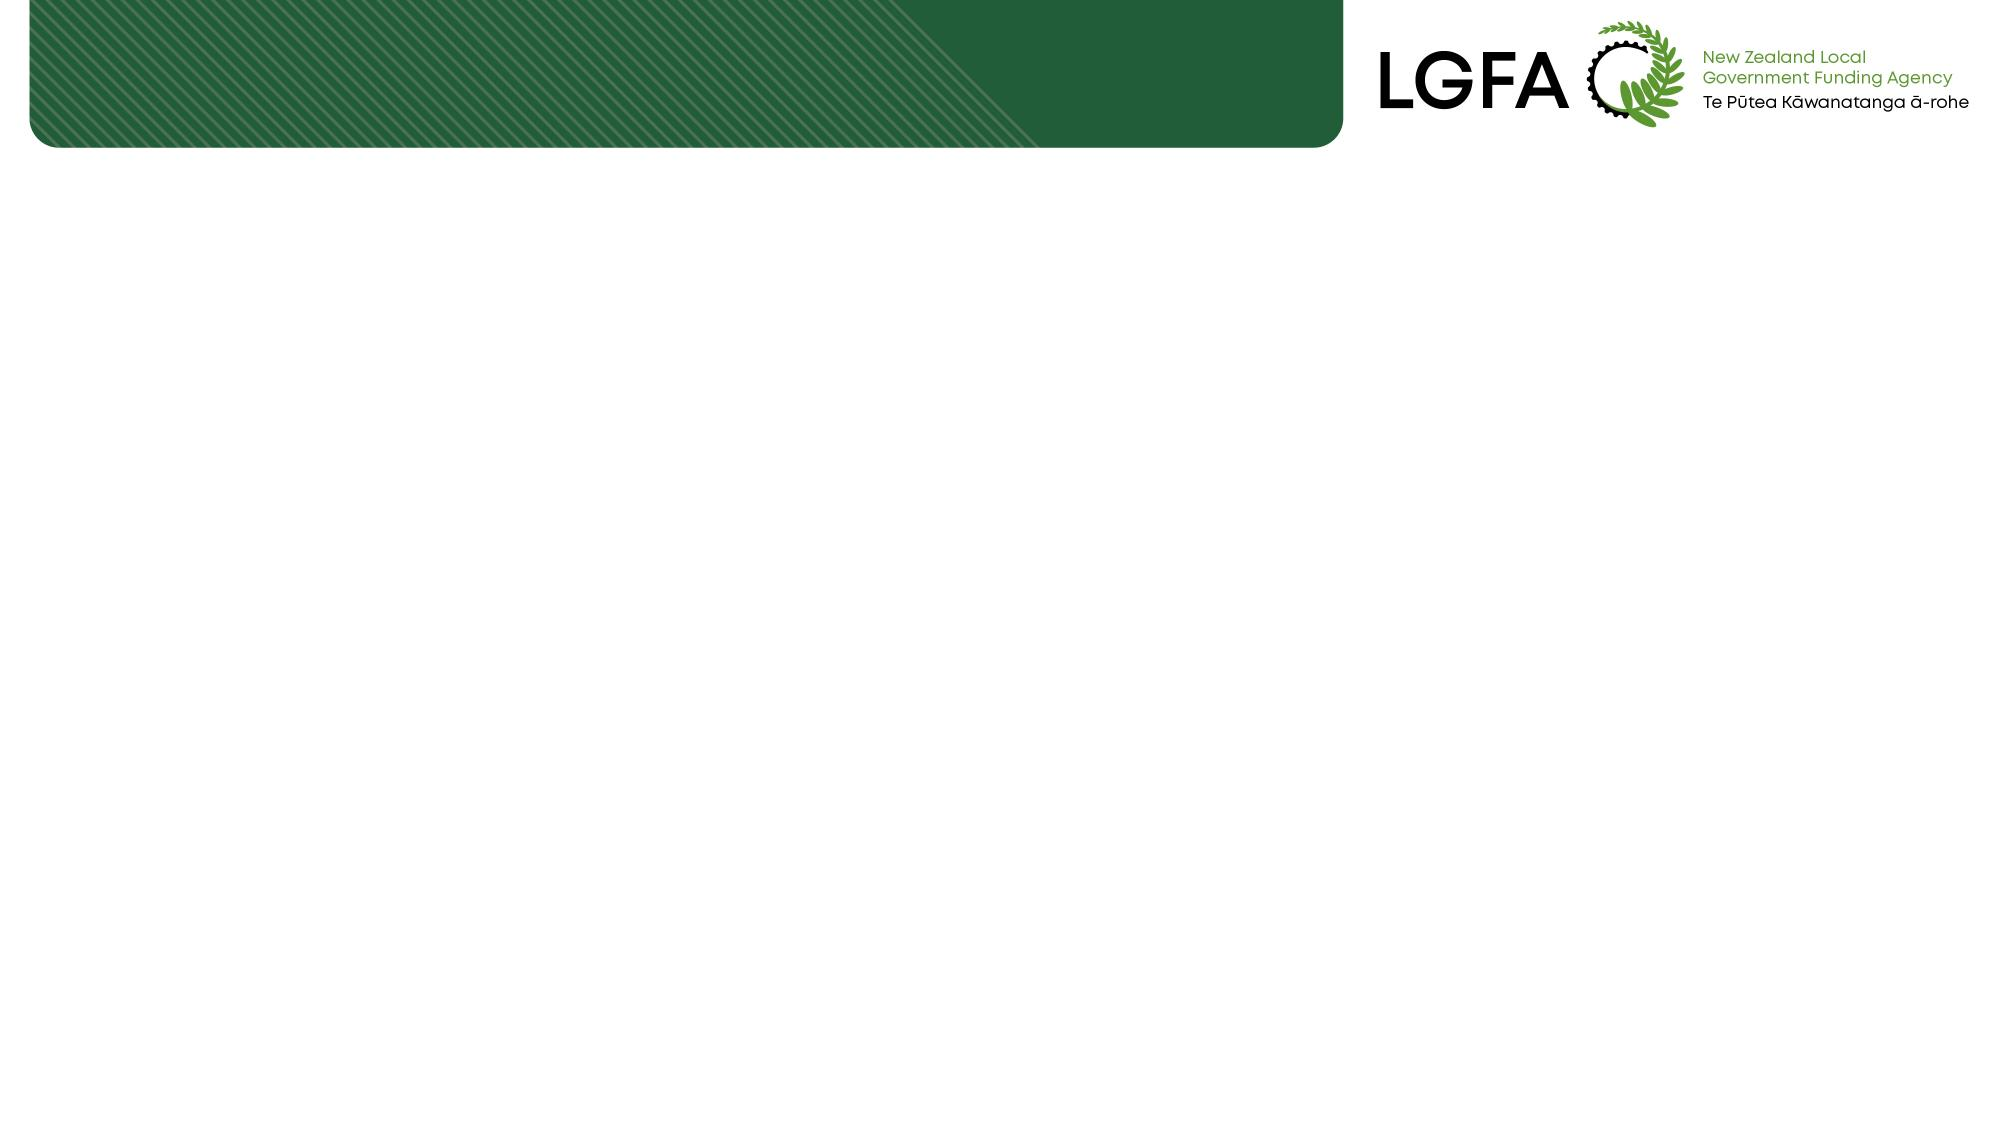 LGFA
New Zealand Local
Government Funding Agency
Te Pūtea Kāwanatanga ā-rohe